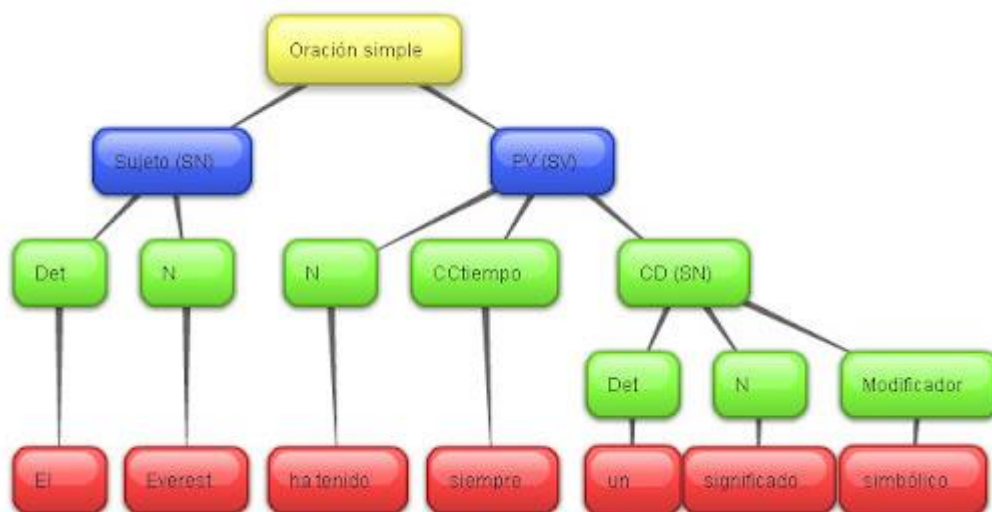 Oración simple
Sujeto (SN)
PV (SV)
Det
N
N
CCtiempo
CD (SN)
Det
N
Modificador
El
Everest
ha tenido
siempre
un
significado
simbólico